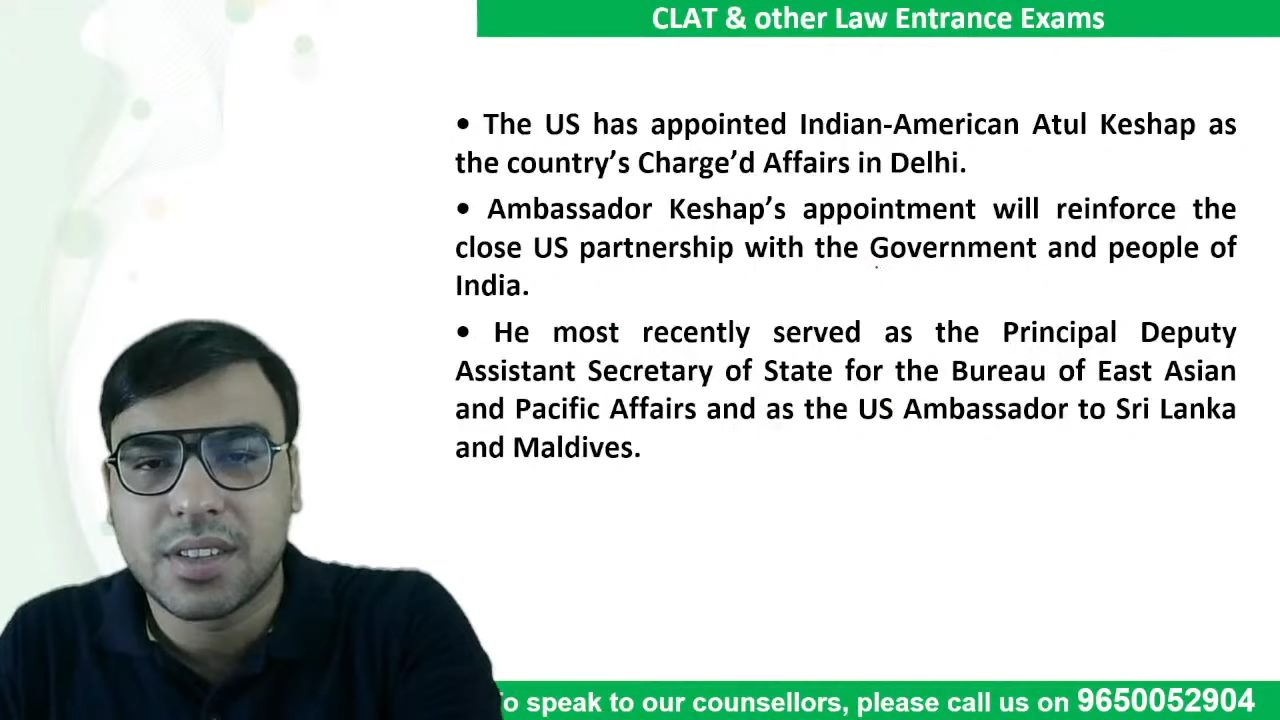 CLAT & other Law Entrance Exams
• The US has appointed Indian-American Atul Keshap as
the country’s Charge’d Affairs in Delhi.
• Ambassador Keshap’s appointment will reinforce the
close US partnership with the Government and people of
India.
• He most recently served as the Principal Deputy
Assistant Secretary of State for the Bureau of East Asian
and Pacific Affairs and as the US Ambassador to Sri Lanka
and Maldives.
To speak to our counsellors, please call us on 9650052904